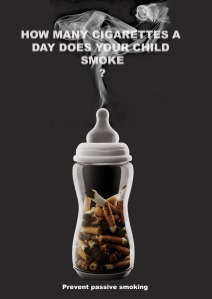 HOW MANY CIGARETTES A
DAY DOES YOUR CHILD
SMOKE
?
Prevent passive smoking